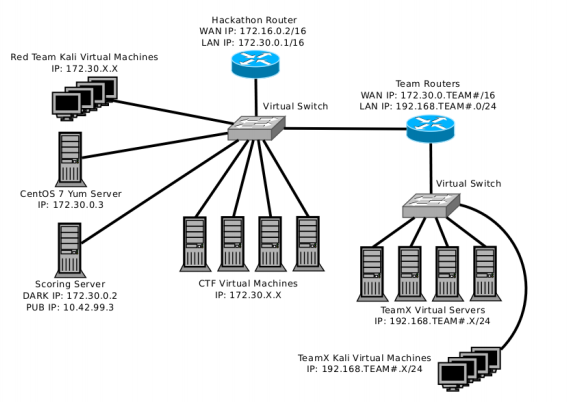 Hackathon Router
WAN IP: 172.16.0.2/16
LAN IP: 172.30.0.1/16
Red Team Kali Virtual Machines
IP: 172.30.X.X
Virtual Switch
Team Routers
WAN IP: 172.30.0.TEAM#/16
LAN IP: 192.168.TEAM#.0/24
CentOS 7 Yum Server
IP: 172.30.0.3
Virtual Switch
Scoring Server
DARK IP: 172.30.0.2
PUB IP: 10.42.99.3
CTF Virtual Machines
IP: 172.30.X.X
TeamX Virtual Servers
IP: 192.168.TEAM#.X/24
TeamX Kali Virtual Machines
IP: 192.168.TEAM#.X/24